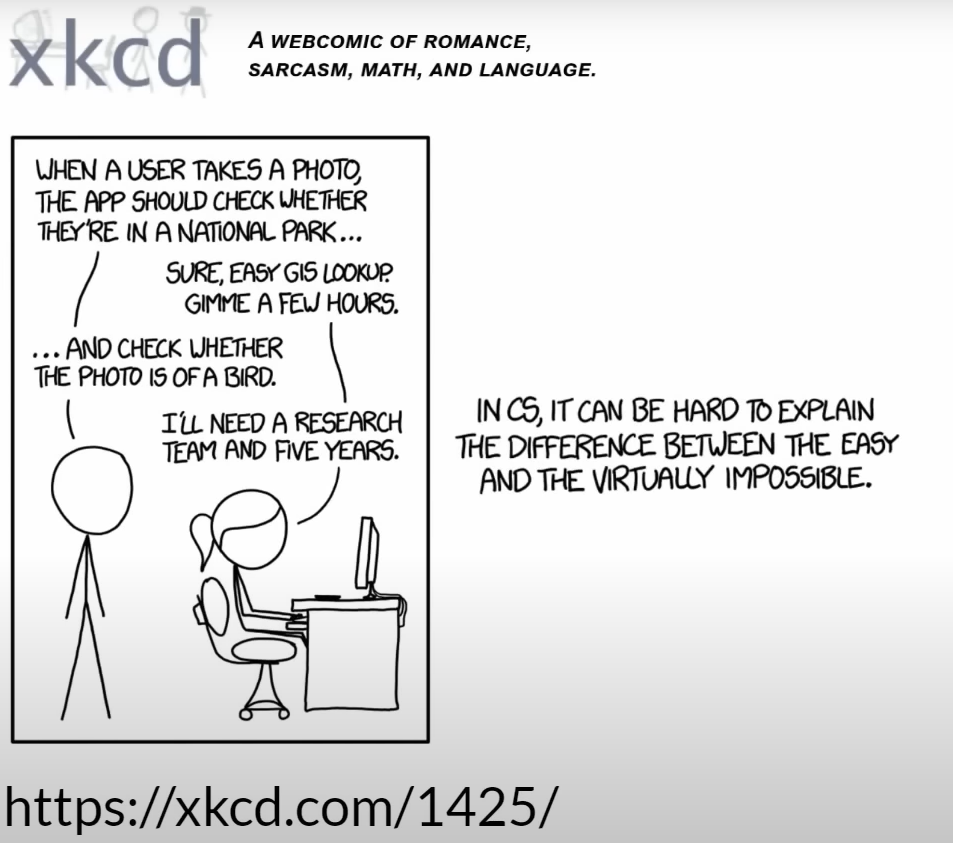 xkcd
A WEBCOMIC OF ROMANCE,
SARCASM, MATH, AND LANGUAGE.
WHEN A USER TAKES A PHOTO,
THE APP SHOULD CHECK WHETHER
THEY'RE IN A NATIONAL PARK...
SURE, EASY GIS LOOKUP.
GIMME A FEW HOURS.
...AND CHECK WHETHER
THE PHOTO IS OF A BIRD.
I'LL NEED A RESEARCH
TEAM AND FIVE YEARS.
IN CS, IT CAN BE HARD TO EXPLAIN
THE DIFFERENCE BETWEEN THE EASY
AND THE VIRTUALLY IMPOSSIBLE.
https://xkcd.com/1425/